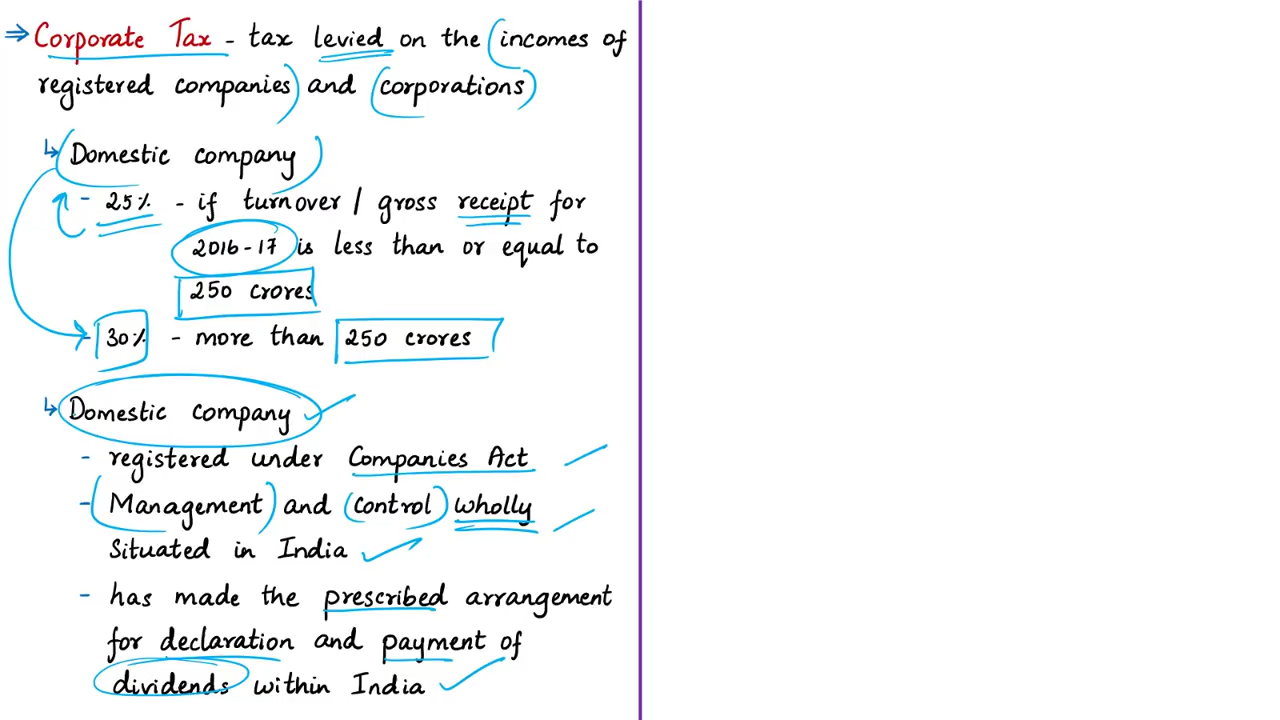 ⇒ Corporate Tax - tax levied on the incomes of
registered companies and corporations
↳ Domestic company
- 25% - if turnover / gross receipt for
2016-17 is less than or equal to
250 crores
- 30% - more than 250 crores
↳ Domestic company
- registered under Companies Act
- Management and control wholly
Situated in India
- has made the prescribed arrangement
for declaration and payment of
dividends within India